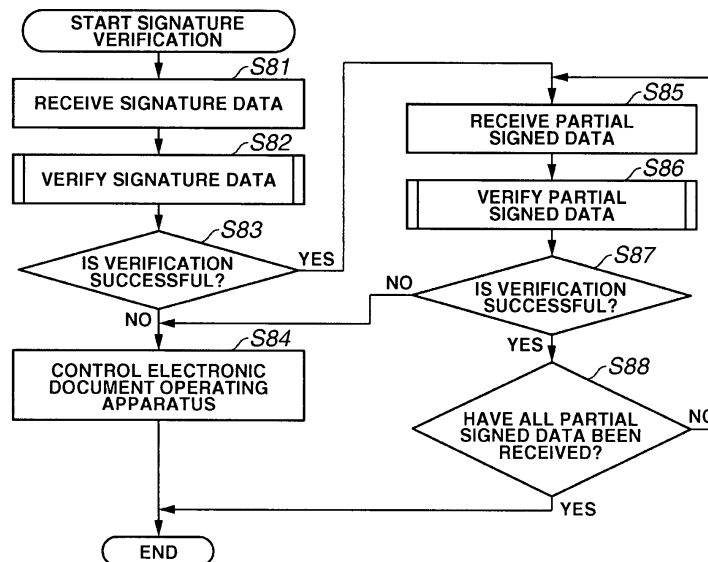 START SIGNATURE
VERIFICATION
S81
RECEIVE SIGNATURE DATA
S82
VERIFY SIGNATURE DATA
S83
IS VERIFICATION
SUCCESSFUL?
YES
NO
S84
CONTROL ELECTRONIC
DOCUMENT OPERATING
APPARATUS
END
S85
RECEIVE PARTIAL
SIGNED DATA
S86
VERIFY PARTIAL
SIGNED DATA
S87
NO
IS VERIFICATION
SUCCESSFUL?
YES
S88
HAVE ALL PARTIAL
SIGNED DATA BEEN
RECEIVED?
NO
YES